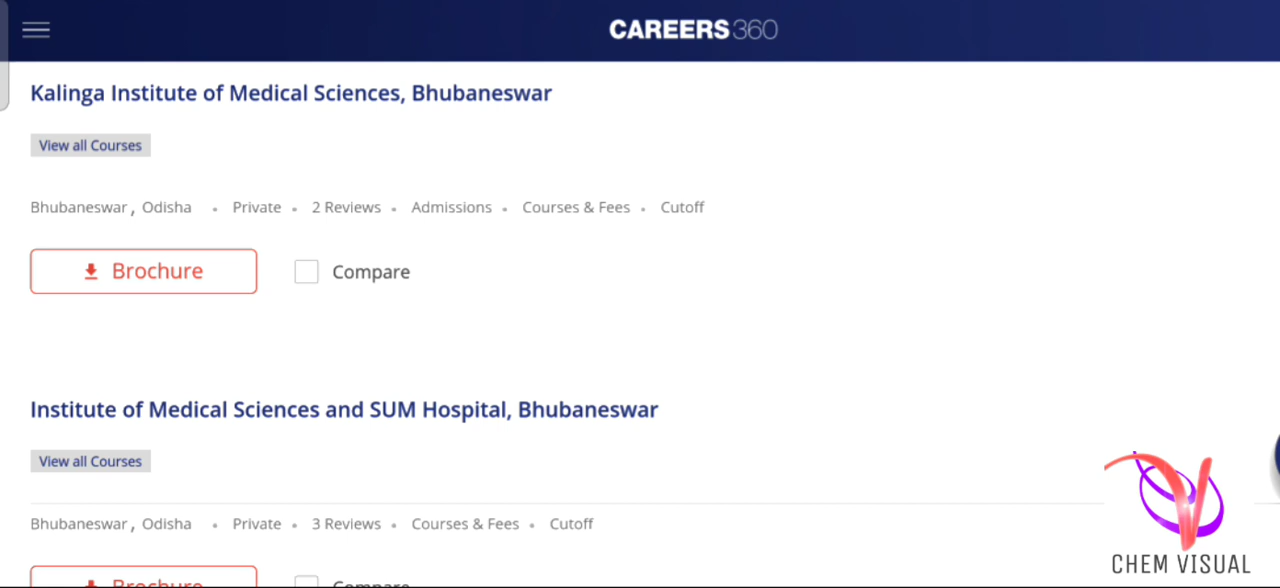 CAREERS360
Kalinga Institute of Medical Sciences, Bhubaneswar
View all Courses
Bhubaneswar, Odisha • Private • 2 Reviews • Admissions • Courses & Fees • Cutoff
Brochure Compare
Institute of Medical Sciences and SUM Hospital, Bhubaneswar
View all Courses
Bhubaneswar, Odisha • Private • 3 Reviews • Courses & Fees • Cutoff
Brochure Compare
CHEM VISUAL